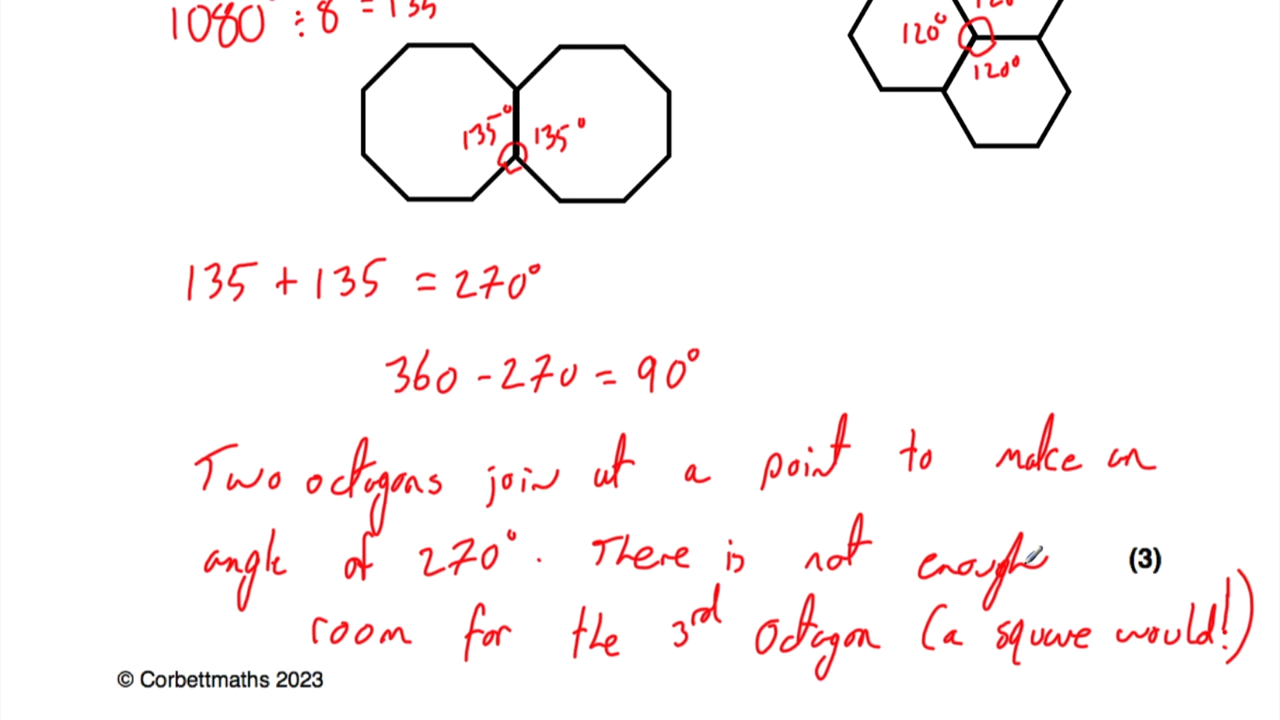 1080° ÷ 8 = 135
120°
120°
135° 135°
120°
135 + 135 = 270°
360 - 270 = 90°
Two octagons join at a point to make an
angle of 270°. There is not enough (3)
room for the 3rd octagon (a square would!)
© Corbettmaths 2023